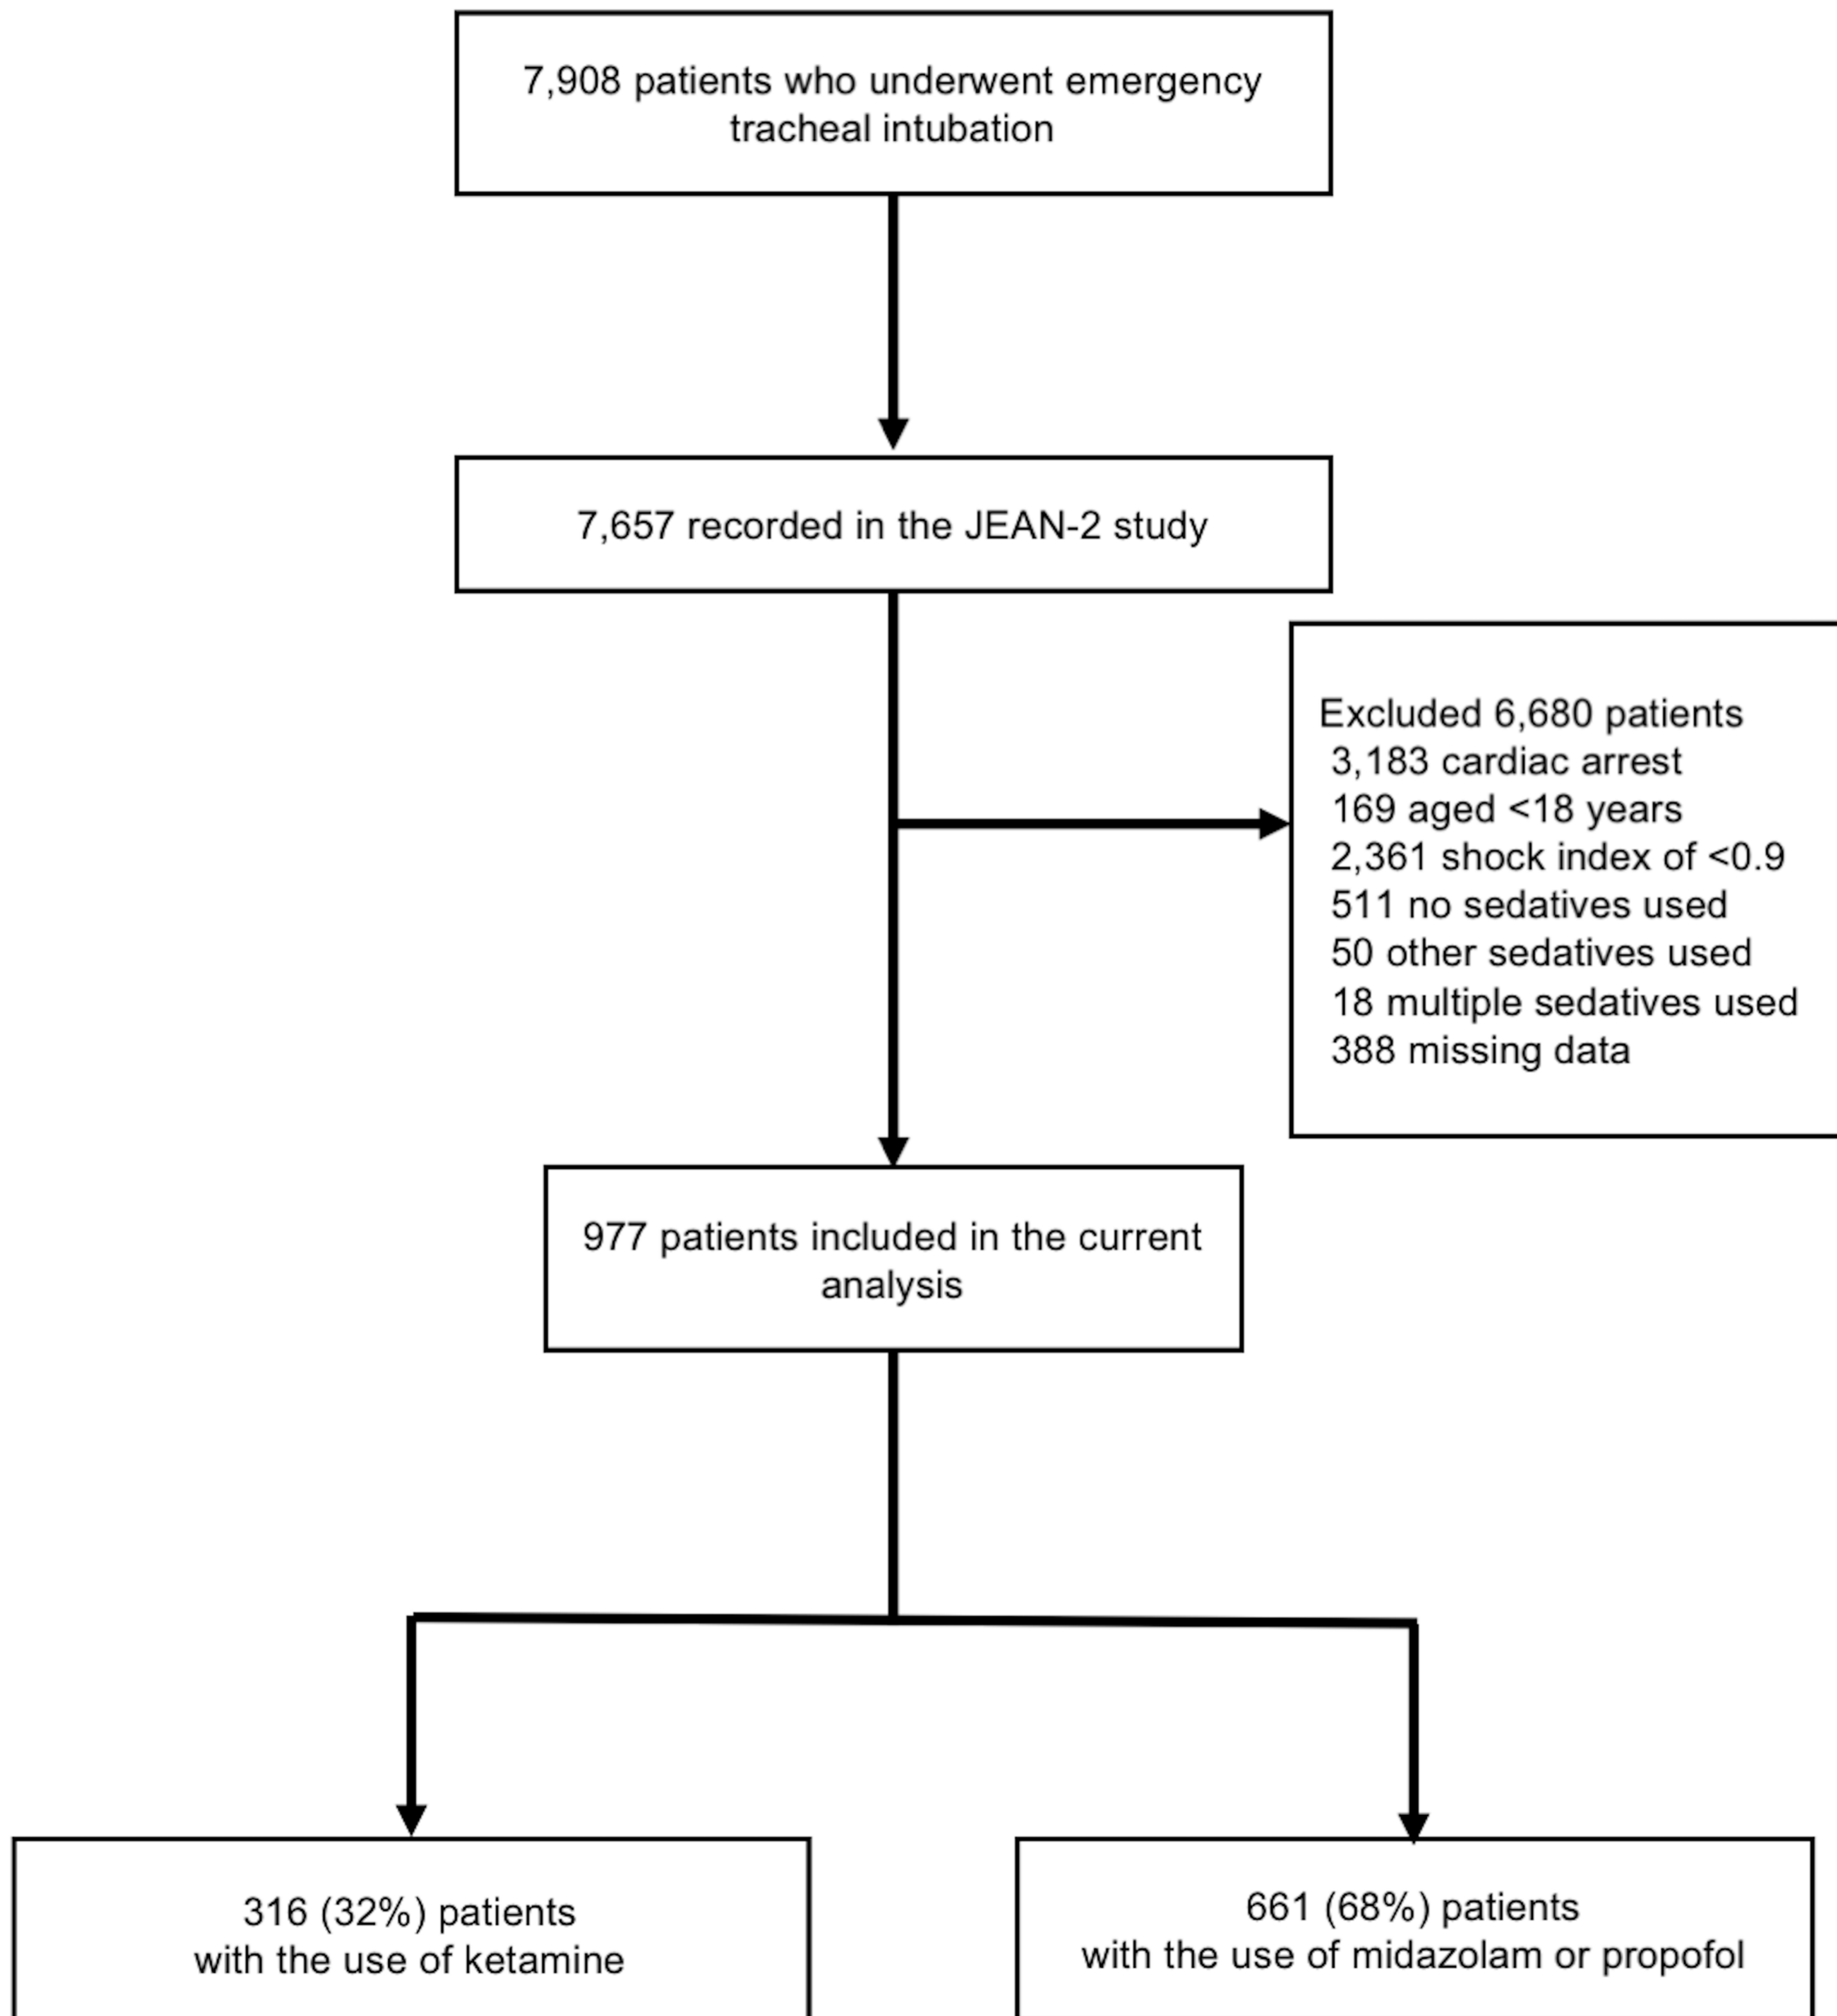 7,908 patients who underwent emergency
tracheal intubation
7,657 recorded in the JEAN-2 study
Excluded 6,680 patients
3,183 cardiac arrest
169 aged <18 years
2,361 shock index of <0.9
511 no sedatives used
50 other sedatives used
18 multiple sedatives used
388 missing data
977 patients included in the current
analysis
316 (32%) patients
with the use of ketamine
661 (68%) patients
with the use of midazolam or propofol